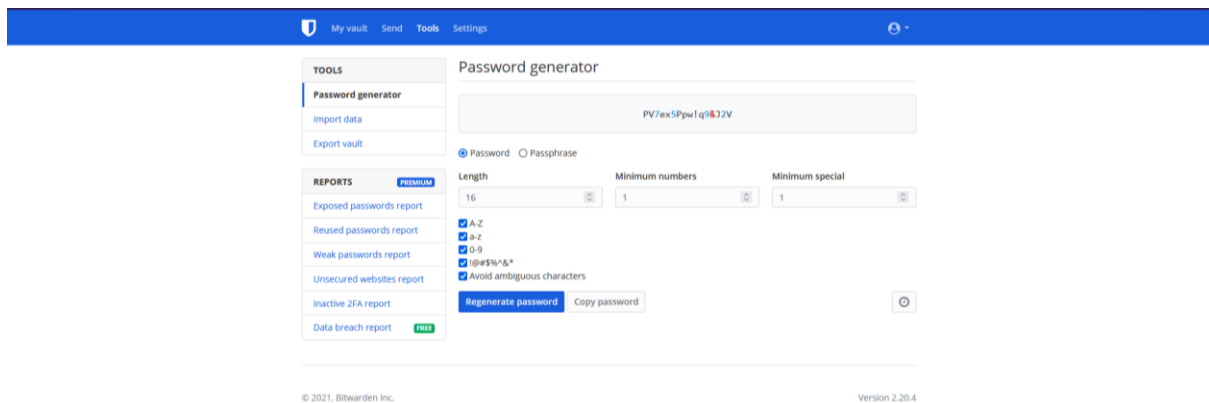 My vault Send Tools Settings
TOOLS
Password generator
Import data
Export vault
REPORTS PREMIUM
Exposed passwords report
Reused passwords report
Weak passwords report
Unsecured websites report
Inactive 2FA report
Data breach report FREE
Password generator
Password Passphrase
Length Minimum numbers Minimum special
16 1 1
A-Z
a-z
0-9
!@#$%^&*
Avoid ambiguous characters
Regenerate password Copy password
© 2021, Bitwarden Inc. Version 2.20.4